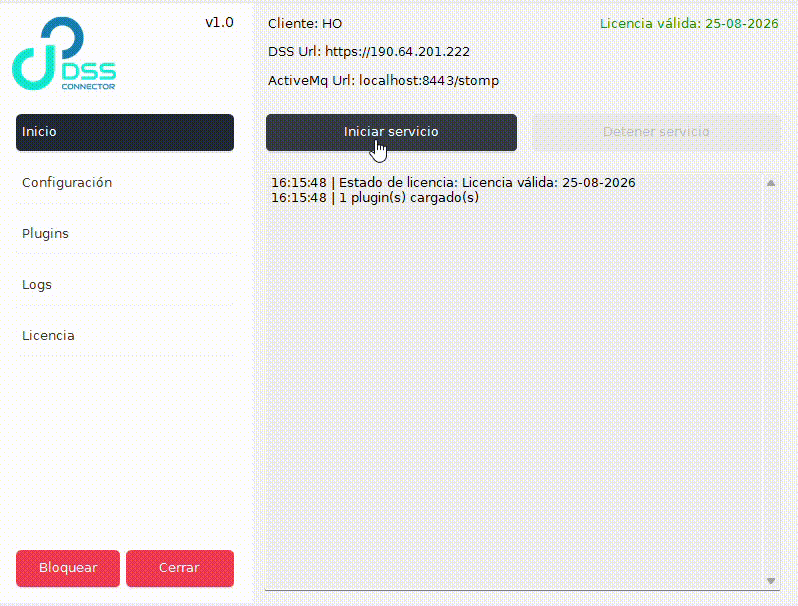 DSS
CONNECTOR
v1.0
Inicio
Configuración
Plugins
Logs
Licencia
Bloquear
Cerrar
Cliente: HO
Licencia válida: 25-08-2026
DSS Url: https://190.64.201.222
ActiveMq Url: localhost:8443/stomp
Iniciar servicio
Detener servicio
16:15:48 | Estado de licencia: Licencia válida: 25-08-2026
16:15:48 | 1 plugin(s) cargado(s)